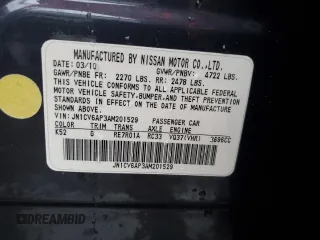 MANUFACTURED BY NISSAN MOTOR CO.,LTD.
DATE: 03/10 GVWR/PNBV: 4722 LBS.
GAWR/PNBE FR: 2270 LBS. RR: 2478 LBS.
THIS VEHICLE CONFORMS TO ALL APPLICABLE
FEDERAL MOTOR VEHICLE SAFETY, BUMPER,
AND THEFT PREVENTION STANDARDS
IN EFFECT ON THE DATE OF MANUFACTURE
SHOWN ABOVE.
VIN: JN1CV6AP3AM201529 PASSENGER CAR
COLOR TRIM TRANS AXLE ENGINE
K52 G RE7R01A RC33 VQ37(VHR) 3696CC
JN1CV6AP3AM201529